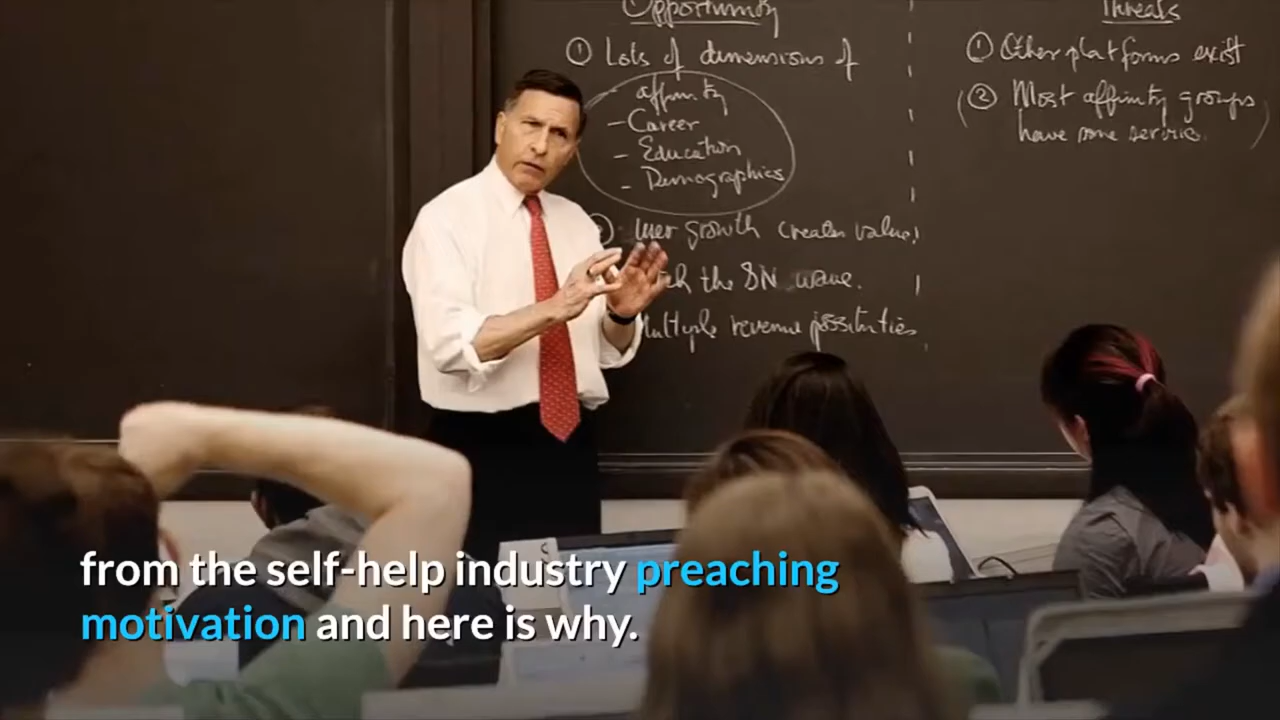 Opportunity
① Lots of dimensions of
affinity
- Career
- Education
- Demographics
user growth creates value!
the SN wave.
Multiple revenue possibilities
Threats
① Other platforms exist
(② Most affinity groups
have some service.)
from the self-help industry preaching
motivation and here is why.